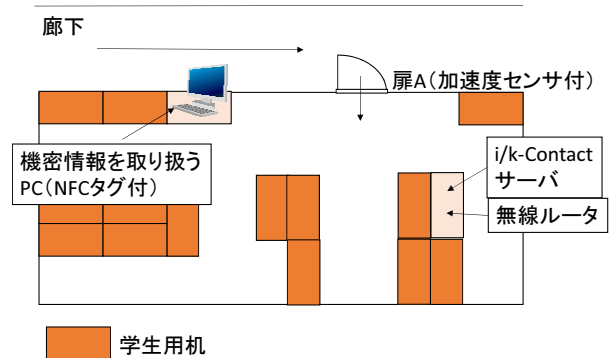 廊下
扉A(加速度センサ付)
機密情報を取り扱う
PC(NFCタグ付)
i/k-Contact
サーバ
無線ルータ
学生用机